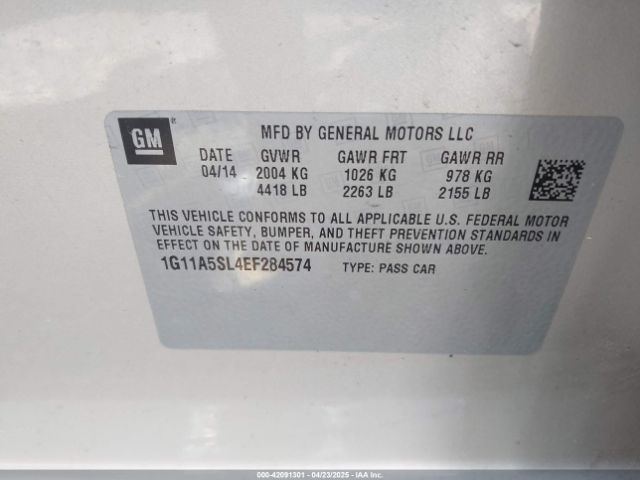 GM ®
MFD BY GENERAL MOTORS LLC
DATE GVWR GAWR FRT GAWR RR
04/14 2004 KG 1026 KG 978 KG
4418 LB 2263 LB 2155 LB
THIS VEHICLE CONFORMS TO ALL APPLICABLE U.S. FEDERAL MOTOR
VEHICLE SAFETY, BUMPER, AND THEFT PREVENTION STANDARDS IN
EFFECT ON THE DATE OF MANUFACTURE SHOWN ABOVE.
1G11A5SL4EF284574 TYPE: PASS CAR
000-42091301 - 04/23/2025 - © IAA Inc.